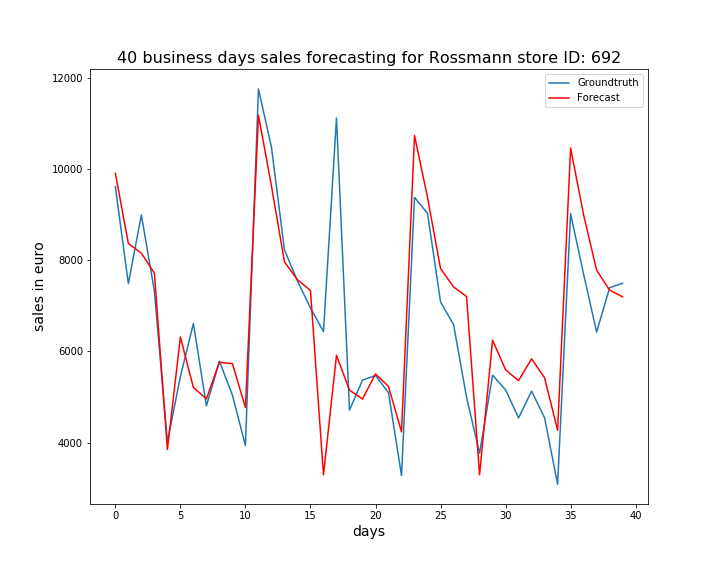 40 business days sales forecasting for Rossmann store ID: 692
Groundtruth
Forecast
12000
10000
8000
6000
4000
sales in euro
0 5 10 15 20 25 30 35 40
days